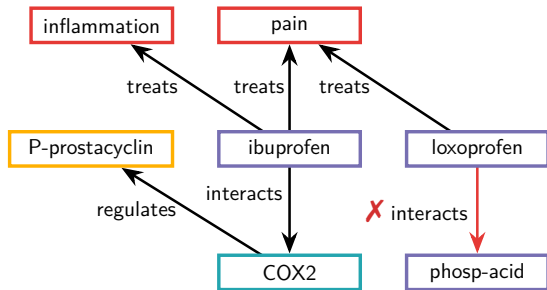 inflammation
pain
treats
treats
treats
P-prostacyclin
ibuprofen
loxoprofen
interacts
regulates
✗ interacts
COX2
phosp-acid